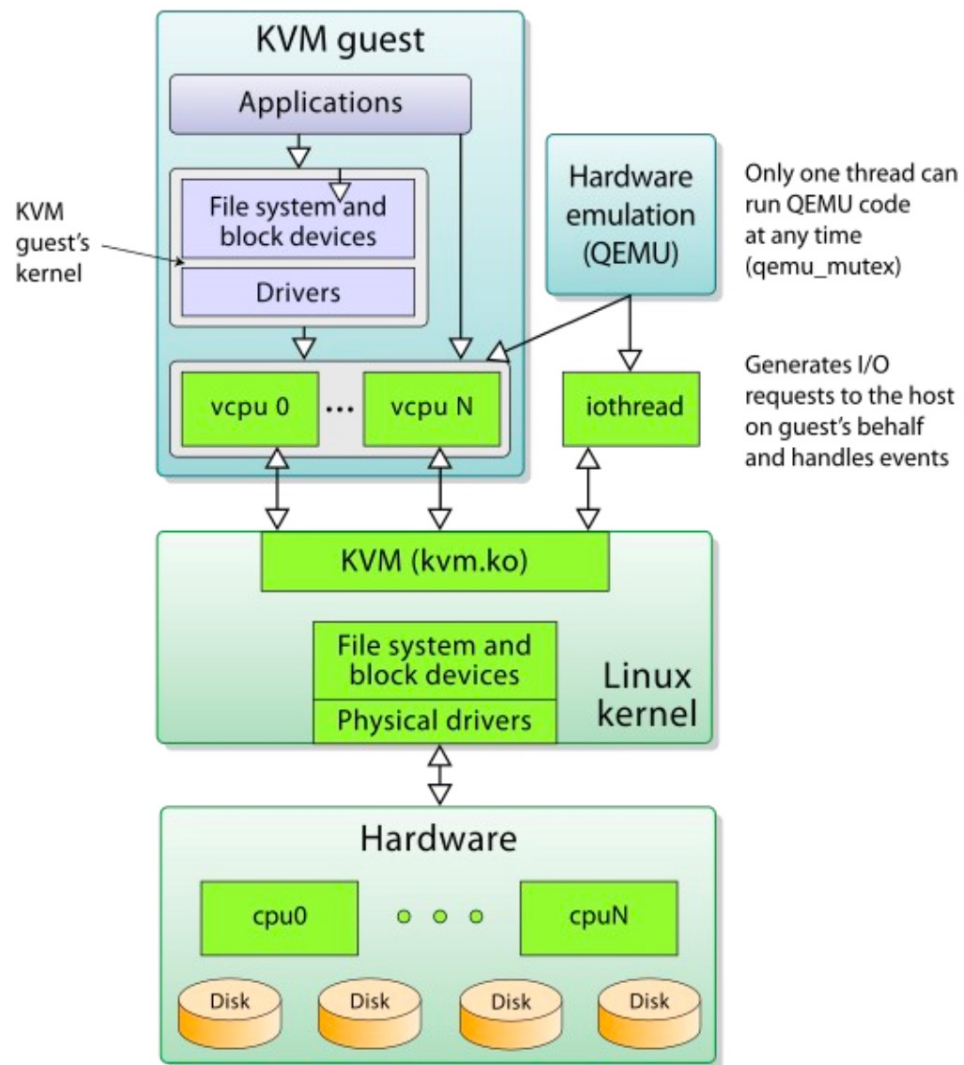 KVM guest
Applications
KVM
guest’s
kernel
File system and
block devices
Drivers
vcpu 0
...
vcpu N
Hardware
emulation
(QEMU)
Only one thread can
run QEMU code
at any time
(qemu_mutex)
iothread
Generates I/O
requests to the host
on guest’s behalf
and handles events
KVM (kvm.ko)
File system and
block devices
Physical drivers
Linux
kernel
Hardware
cpu0
cpuN
Disk
Disk
Disk
Disk